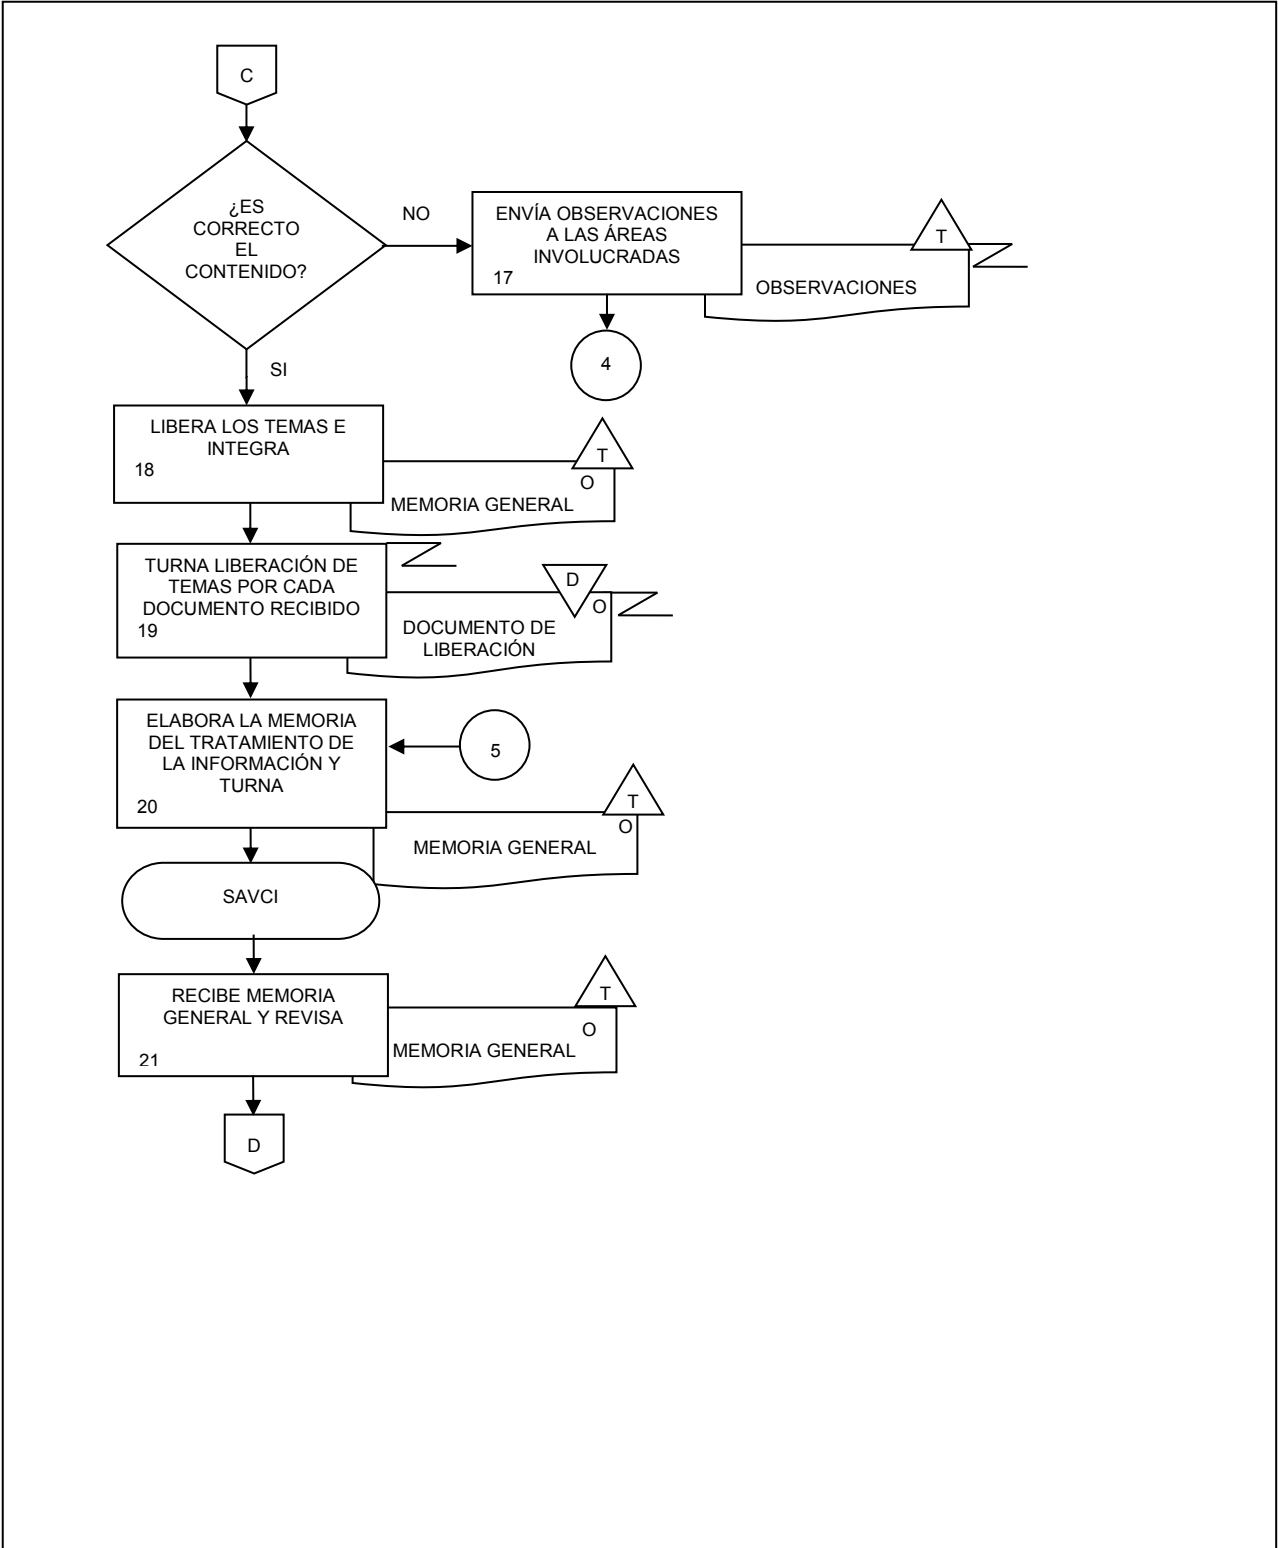 C
¿ES
CORRECTO
EL
CONTENIDO?
NO
ENVÍA OBSERVACIONES
A LAS ÁREAS
INVOLUCRADAS
17
T
OBSERVACIONES
4
SI
LIBERA LOS TEMAS E
INTEGRA
18
T
O
MEMORIA GENERAL
TURNA LIBERACIÓN DE
TEMAS POR CADA
DOCUMENTO RECIBIDO
19
D
O
DOCUMENTO DE
LIBERACIÓN
ELABORA LA MEMORIA
DEL TRATAMIENTO DE
LA INFORMACIÓN Y
TURNA
20
5
T
O
MEMORIA GENERAL
SAVCI
RECIBE MEMORIA
GENERAL Y REVISA
21
T
O
MEMORIA GENERAL
D